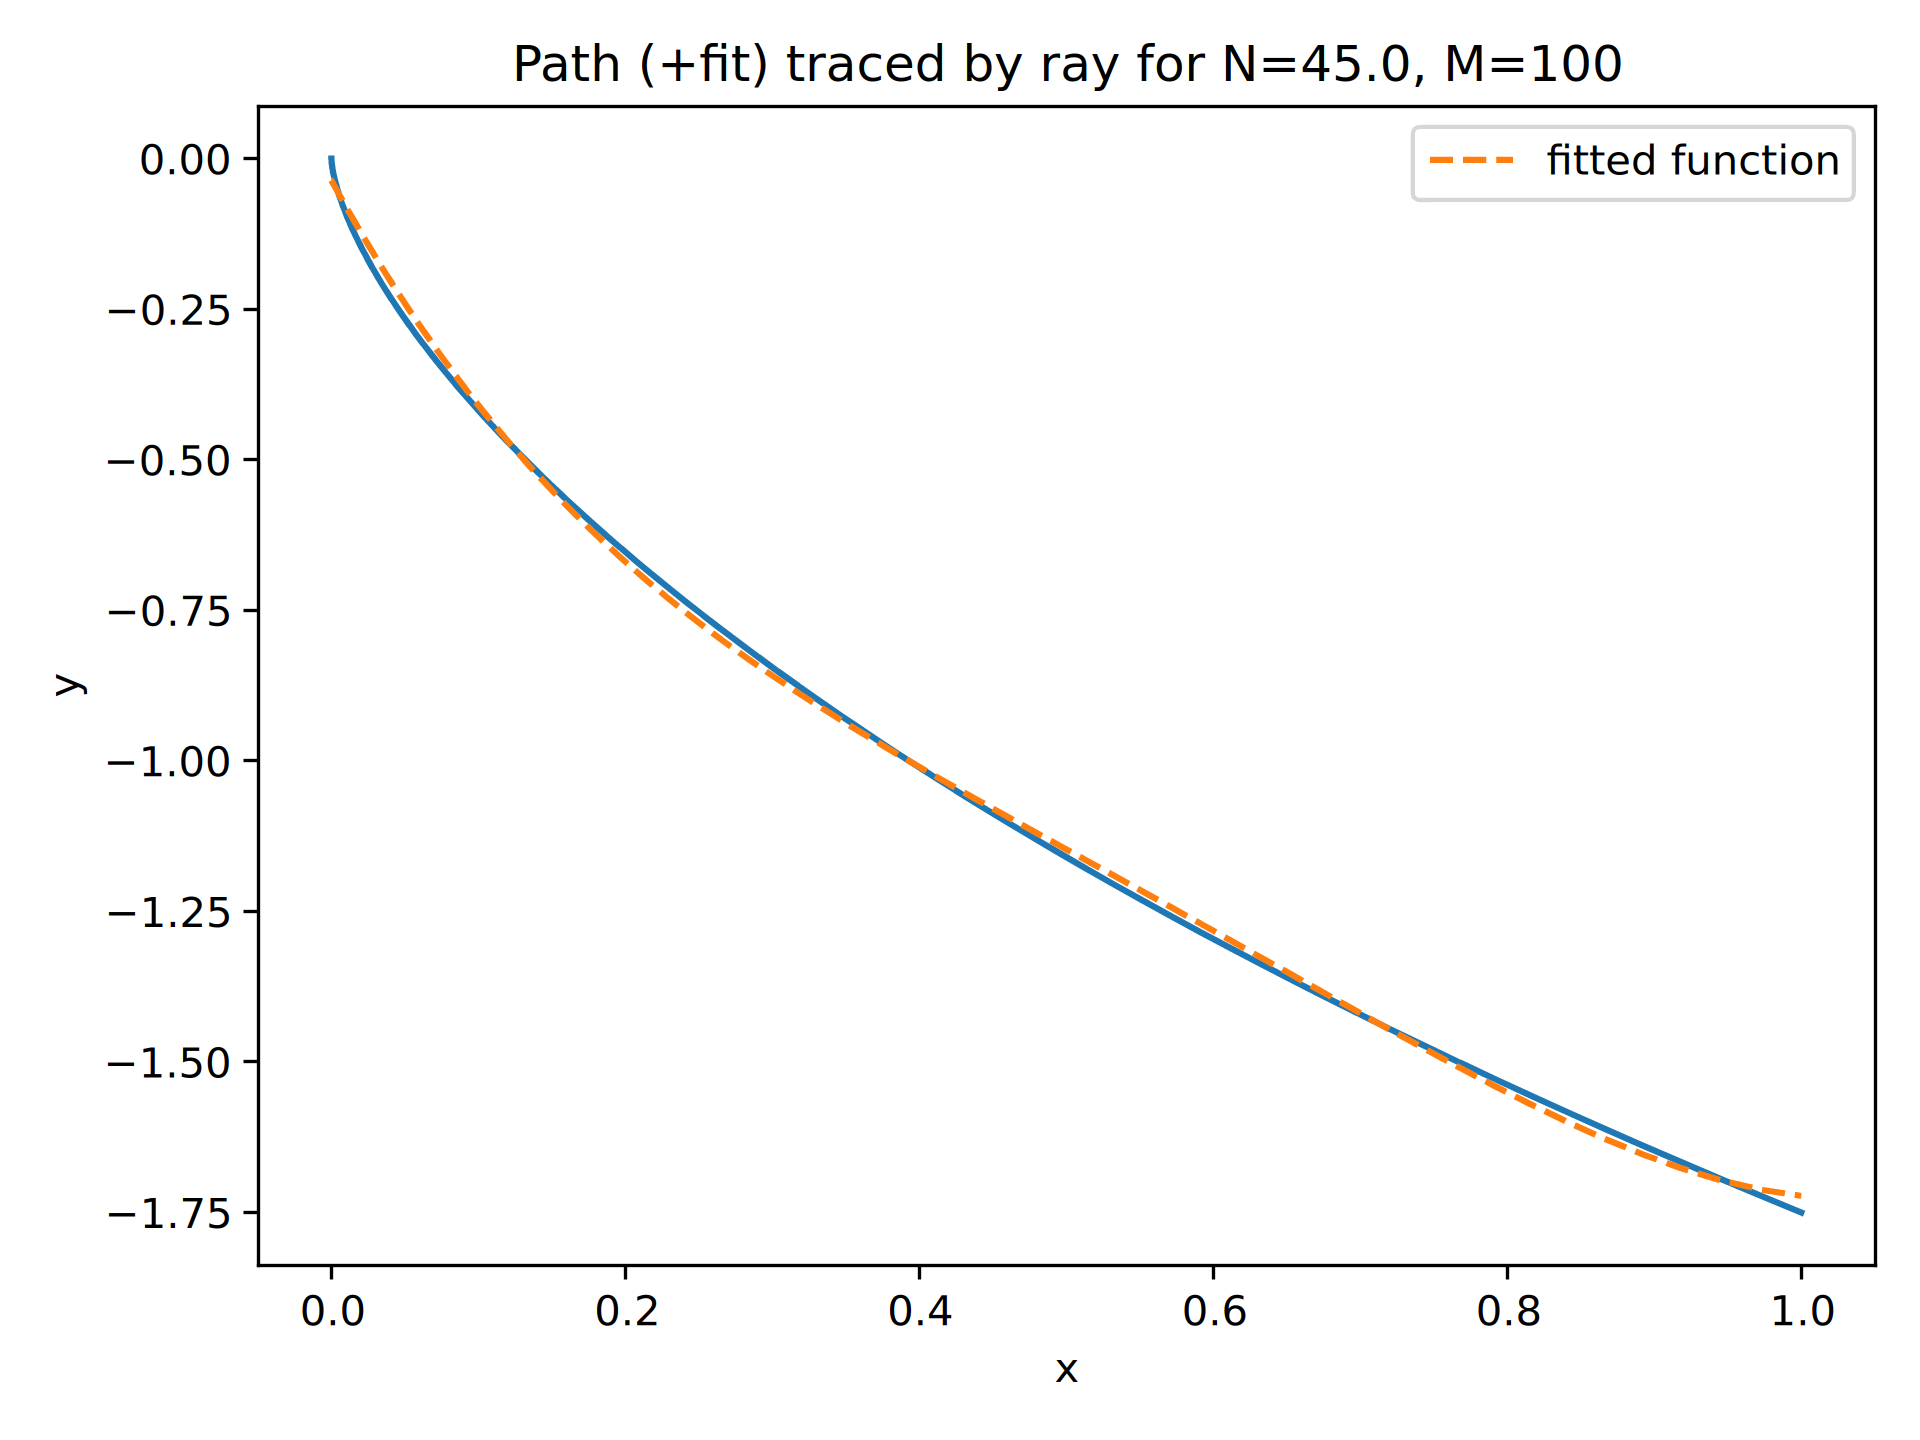 Path (+fit) traced by ray for N=45.0, M=100
fitted function
0.00
−0.25
−0.50
−0.75
−1.00
−1.25
−1.50
−1.75
y
0.0 0.2 0.4 0.6 0.8 1.0
x